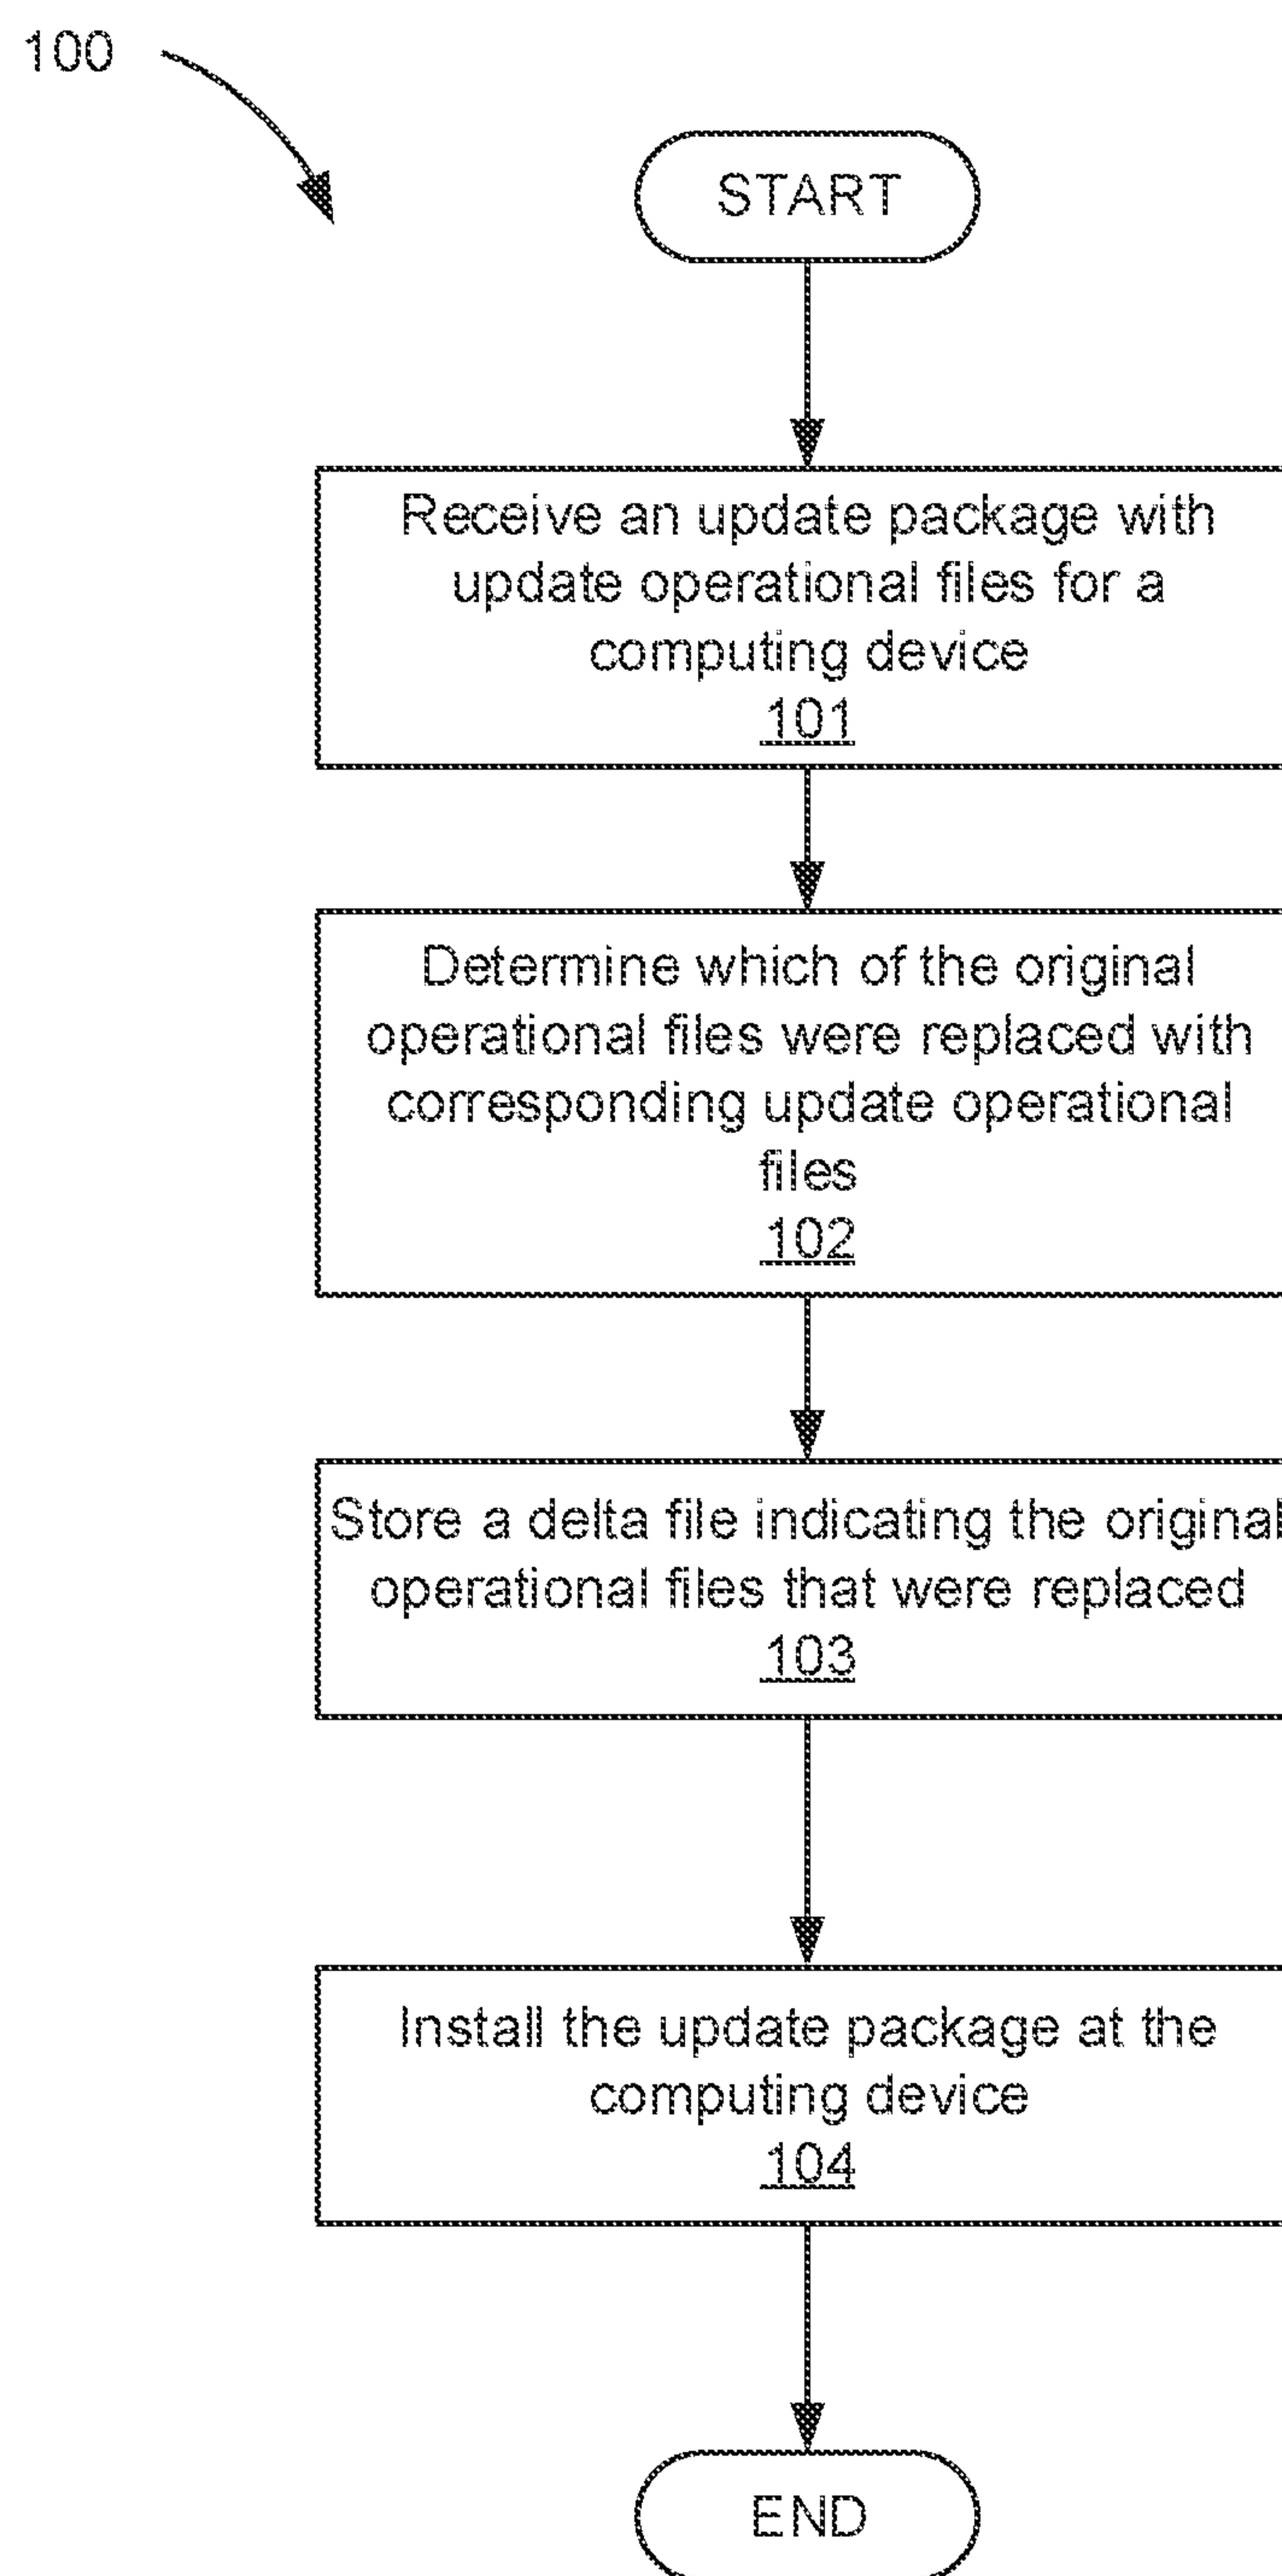 100
START
Receive an update package with
update operational files for a
computing device
101
Determine which of the original
operational files were replaced with
corresponding update operational
files
102
Store a delta file indicating the original
operational files that were replaced
103
Install the update package at the
computing device
104
END